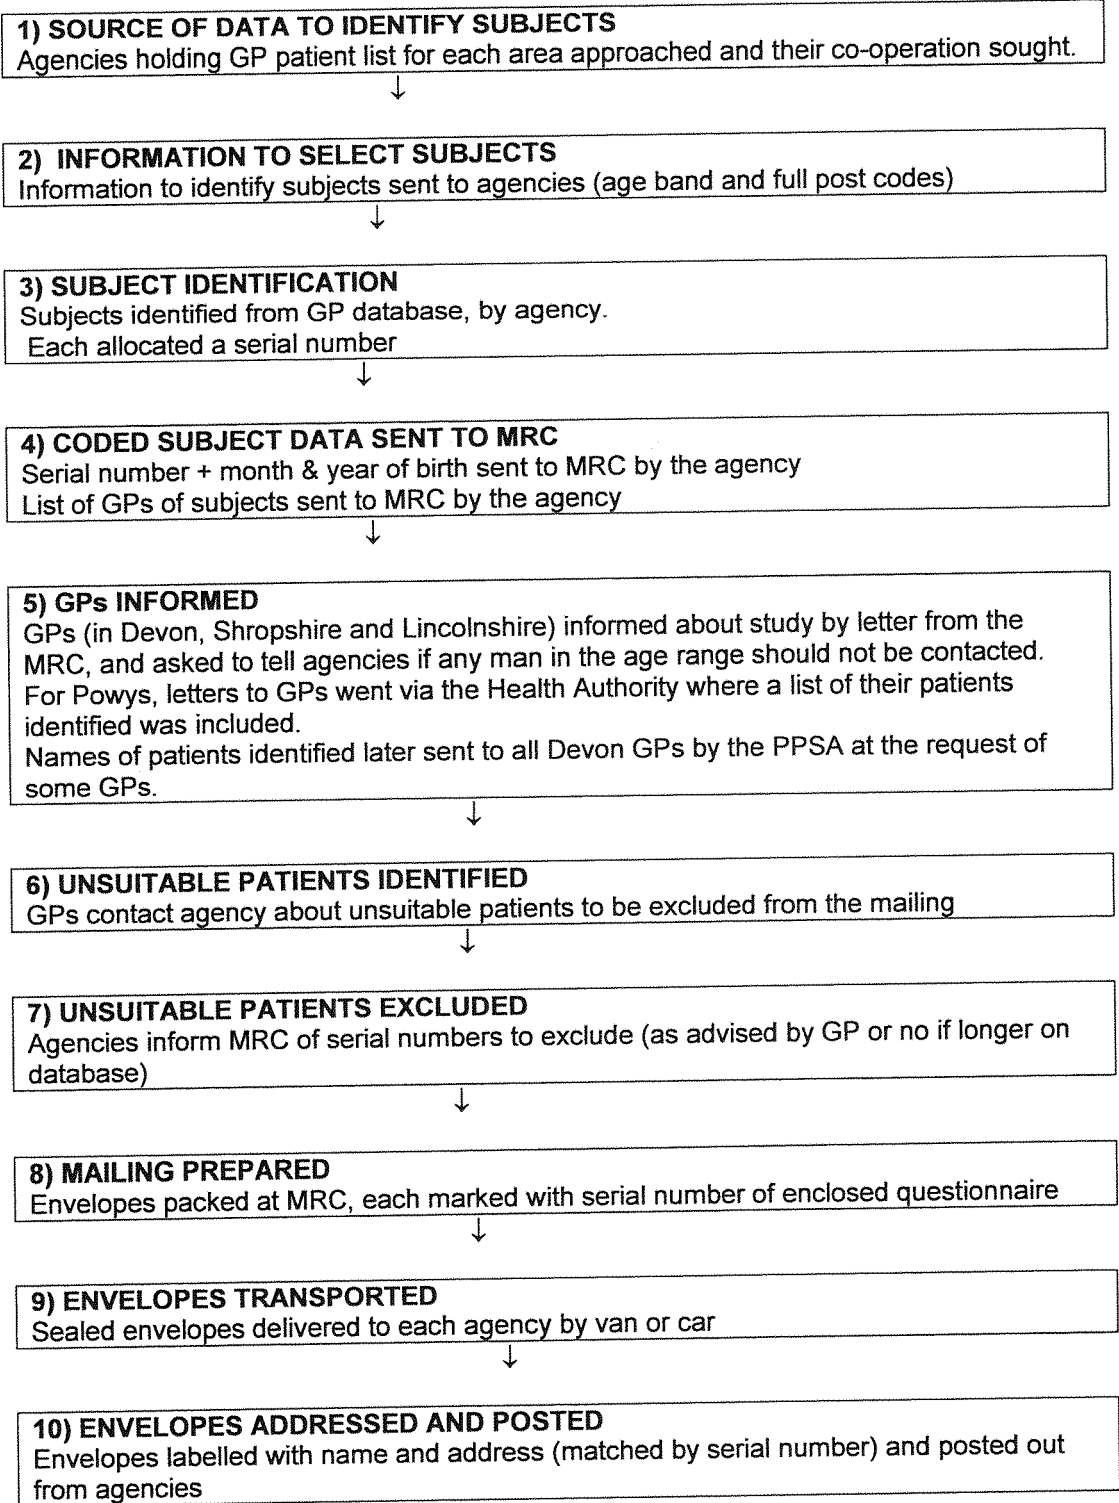 1) SOURCE OF DATA TO IDENTIFY SUBJECTS
Agencies holding GP patient list for each area approached and their co-operation sought.
↓
2) INFORMATION TO SELECT SUBJECTS
Information to identify subjects sent to agencies (age band and full post codes)
↓
3) SUBJECT IDENTIFICATION
Subjects identified from GP database, by agency.
Each allocated a serial number
↓
4) CODED SUBJECT DATA SENT TO MRC
Serial number + month & year of birth sent to MRC by the agency
List of GPs of subjects sent to MRC by the agency
↓
5) GPs INFORMED
GPs (in Devon, Shropshire and Lincolnshire) informed about study by letter from the
MRC, and asked to tell agencies if any man in the age range should not be contacted.
For Powys, letters to GPs went via the Health Authority where a list of their patients
identified was included.
Names of patients identified later sent to all Devon GPs by the PPSA at the request of
some GPs.
↓
6) UNSUITABLE PATIENTS IDENTIFIED
GPs contact agency about unsuitable patients to be excluded from the mailing
↓
7) UNSUITABLE PATIENTS EXCLUDED
Agencies inform MRC of serial numbers to exclude (as advised by GP or no if longer on
database)
↓
8) MAILING PREPARED
Envelopes packed at MRC, each marked with serial number of enclosed questionnaire
↓
9) ENVELOPES TRANSPORTED
Sealed envelopes delivered to each agency by van or car
↓
10) ENVELOPES ADDRESSED AND POSTED
Envelopes labelled with name and address (matched by serial number) and posted out
from agencies